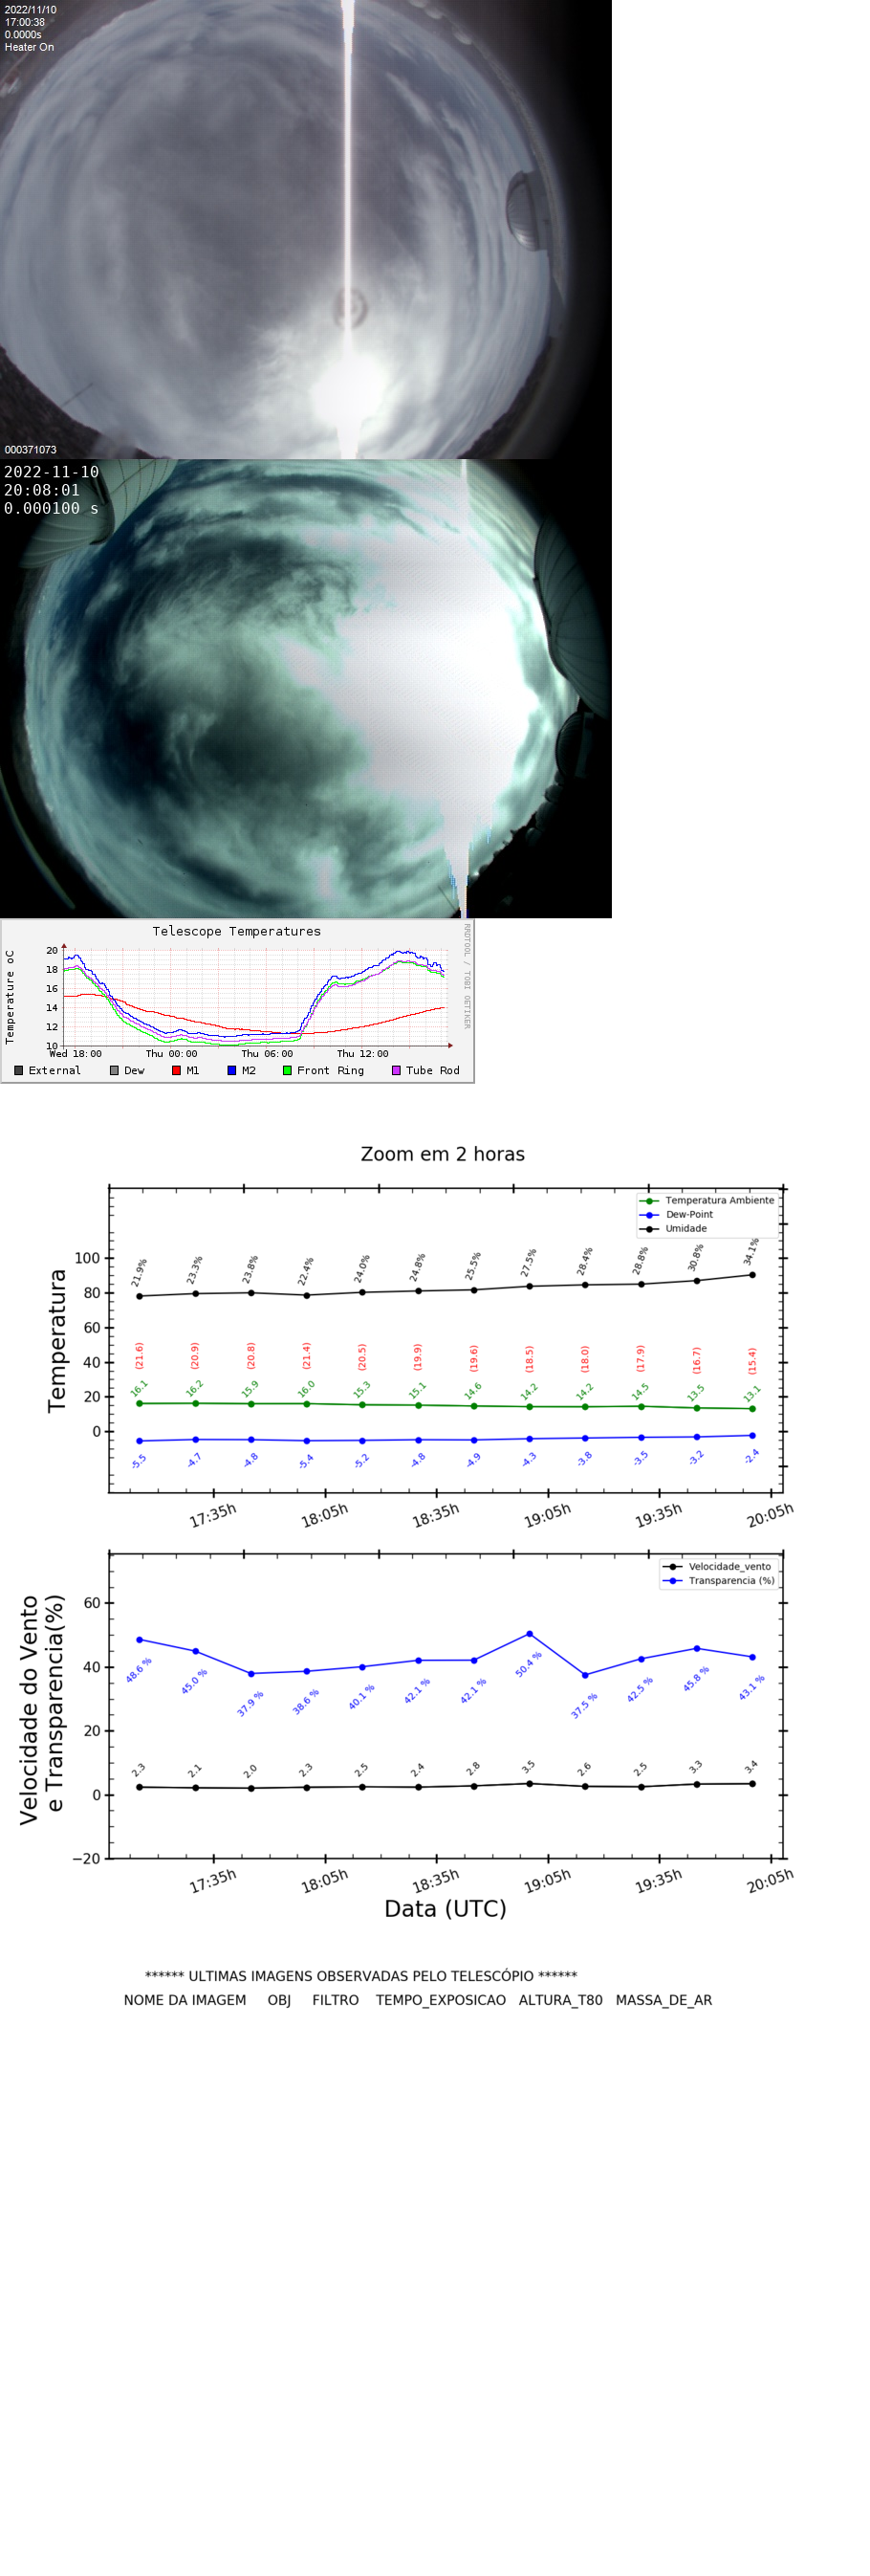 2022/11/10
17:00:38
0.0000s
Heater On
000371073
2022-11-10
20:08:01
0.000100 s
Telescope Temperatures
RRDTOOL / TOBI OETIKER
Temperature oC
20
18
16
14
12
10
Wed 18:00 Thu 00:00 Thu 06:00 Thu 12:00
External Dew M1 M2 Front Ring Tube Rod
Zoom em 2 horas
Temperatura Ambiente
Dew-Point
Umidade
Temperatura
100
80
60
40
20
0
21.9% 23.3% 23.8% 22.4% 24.0% 24.8% 25.5% 27.5% 28.4% 28.8% 30.8% 34.1%
(21.6) (20.9) (20.8) (21.4) (20.5) (19.9) (19.6) (18.5) (18.0) (17.9) (16.7) (15.4)
16.1 16.2 15.9 16.0 15.3 15.1 14.6 14.2 14.2 14.5 13.5 13.1
-5.5 -4.7 -4.8 -5.4 -5.2 -4.8 -4.9 -4.3 -3.8 -3.5 -3.2 -2.4
17:35h 18:05h 18:35h 19:05h 19:35h 20:05h
Velocidade_vento
Transparencia (%)
Velocidade do Vento
e Transparencia(%)
60
40
20
0
−20
48.6 % 45.0 % 37.9 % 38.6 % 40.1 % 42.1 % 42.1 % 50.4 % 37.5 % 42.5 % 45.8 % 43.1 %
2.3 2.1 2.0 2.3 2.5 2.4 2.8 3.5 2.6 2.5 3.3 3.4
17:35h 18:05h 18:35h 19:05h 19:35h 20:05h
Data (UTC)
****** ULTIMAS IMAGENS OBSERVADAS PELO TELESCÓPIO ******
NOME DA IMAGEM OBJ FILTRO TEMPO_EXPOSICAO ALTURA_T80 MASSA_DE_AR